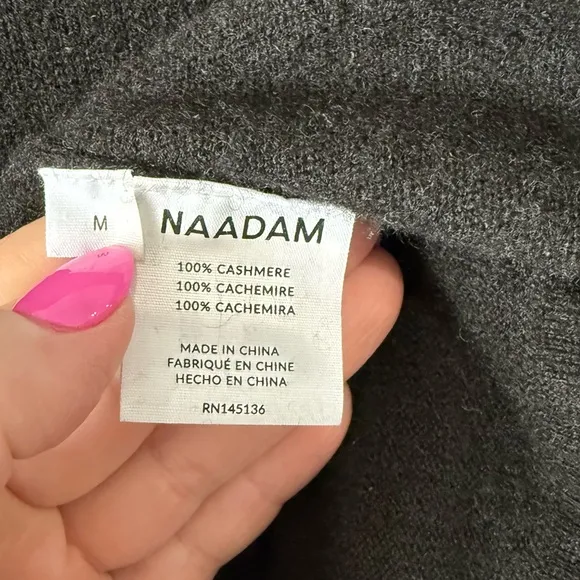 M
NAADAM
100% CASHMERE
100% CACHEMIRE
100% CACHEMIRA
MADE IN CHINA
FABRIQUÉ EN CHINE
HECHO EN CHINA
RN145136